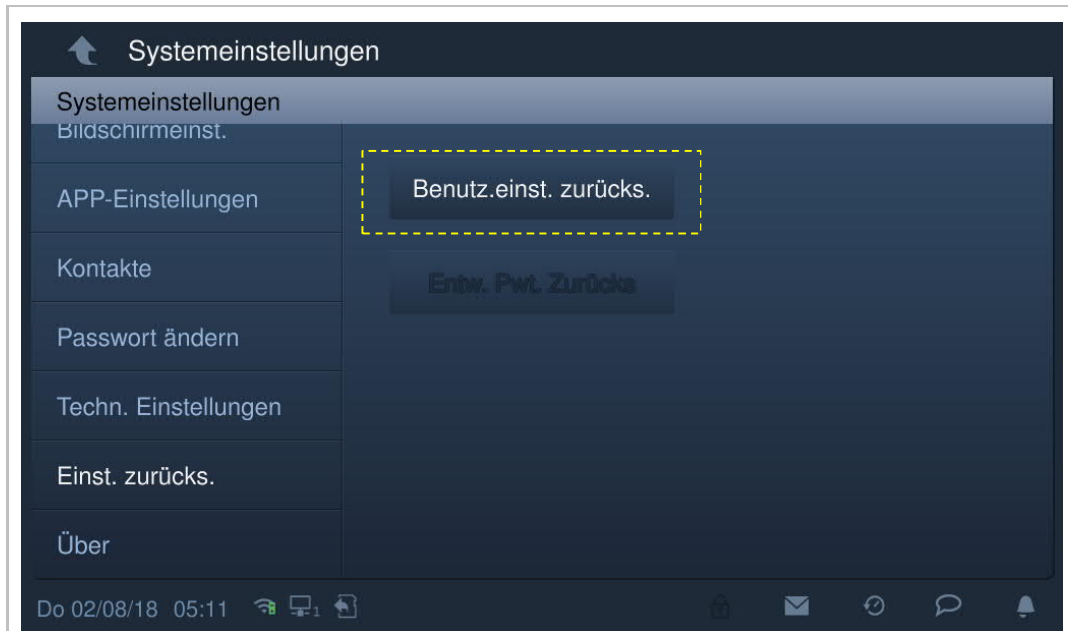 Systemeinstellungen
Systemeinstellungen
Bildschirmeinst.
APP-Einstellungen
Benutz.einst. zurücks.
Kontakte
Entw. Pwt. Zurücks
Passwort ändern
Techn. Einstellungen
Einst. zurücks.
Über
Do 02/08/18 05:11 1